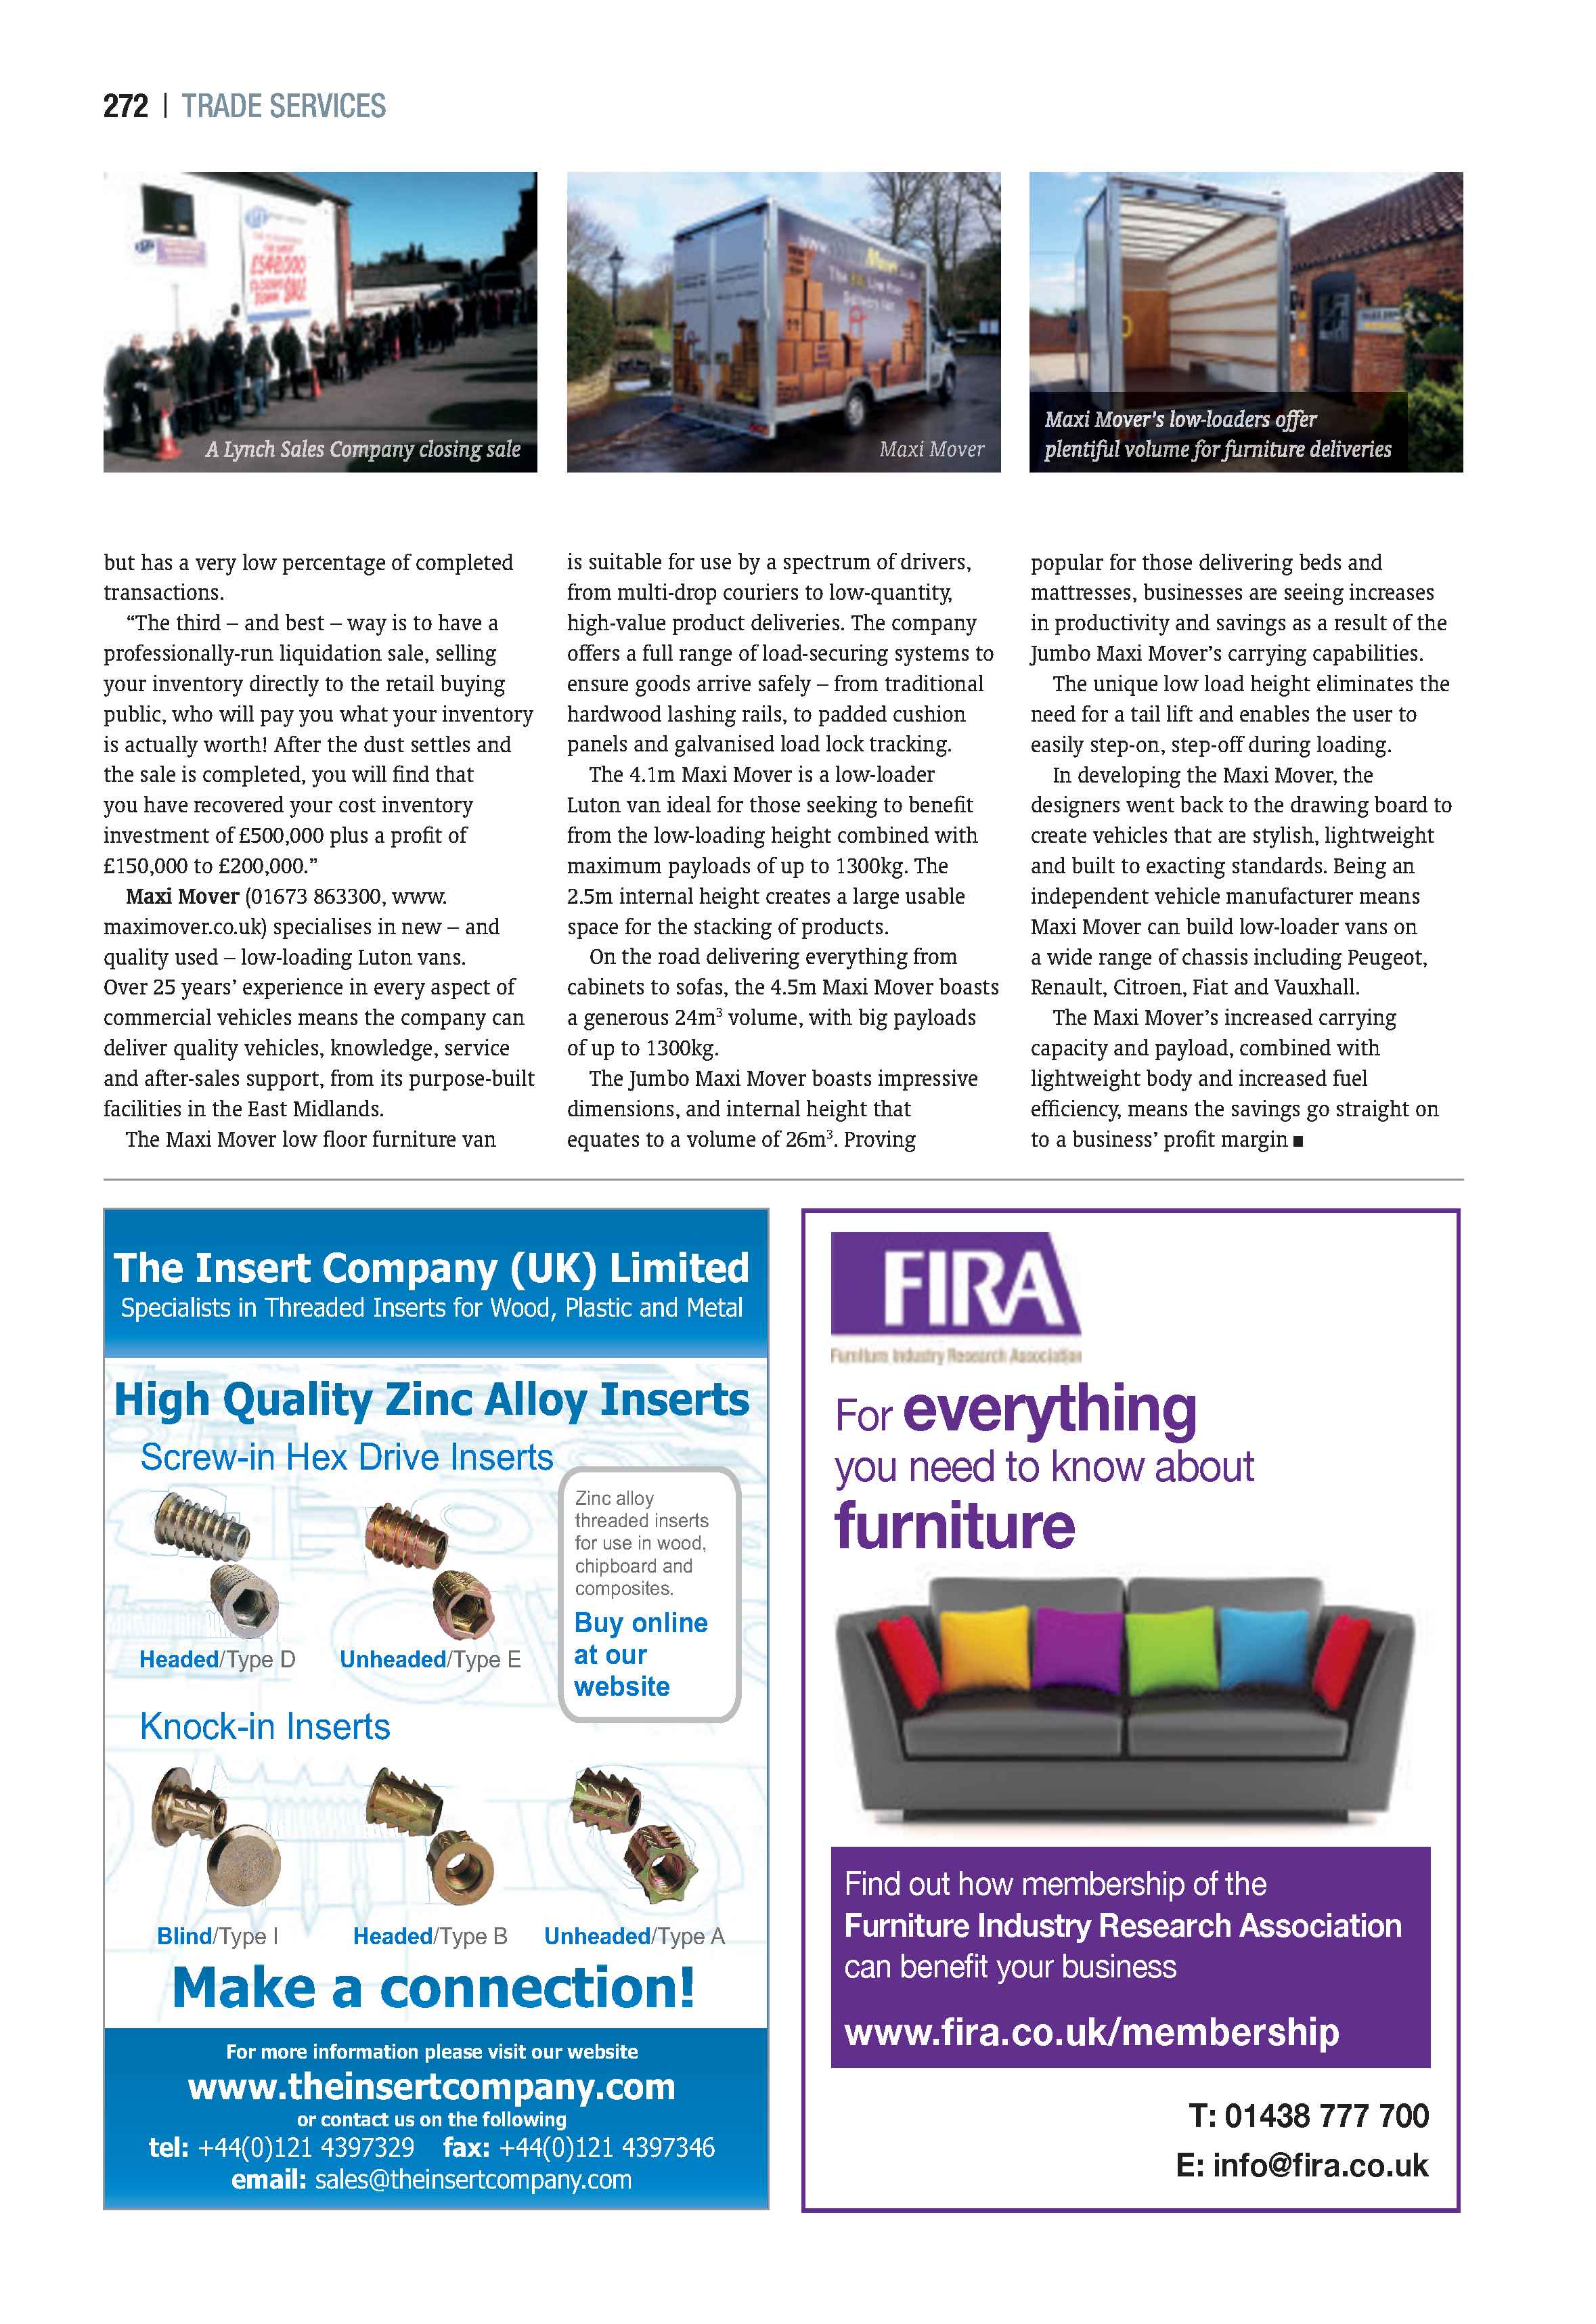 272 | TRADE SERVICES
£540,000
A Lynch Sales Company closing sale
Maxi Mover
Maxi Mover's low-loaders offer
plentiful volume for furniture deliveries
but has a very low percentage of completed
transactions.
“The third – and best – way is to have a
professionally-run liquidation sale, selling
your inventory directly to the retail buying
public, who will pay you what your inventory
is actually worth! After the dust settles and
the sale is completed, you will find that
you have recovered your cost inventory
investment of £500,000 plus a profit of
£150,000 to £200,000.”
Maxi Mover (01673 863300, www.
maximover.co.uk) specialises in new – and
quality used – low-loading Luton vans.
Over 25 years’ experience in every aspect of
commercial vehicles means the company can
deliver quality vehicles, knowledge, service
and after-sales support, from its purpose-built
facilities in the East Midlands.
The Maxi Mover low floor furniture van
is suitable for use by a spectrum of drivers,
from multi-drop couriers to low-quantity,
high-value product deliveries. The company
offers a full range of load-securing systems to
ensure goods arrive safely – from traditional
hardwood lashing rails, to padded cushion
panels and galvanised load lock tracking.
The 4.1m Maxi Mover is a low-loader
Luton van ideal for those seeking to benefit
from the low-loading height combined with
maximum payloads of up to 1300kg. The
2.5m internal height creates a large usable
space for the stacking of products.
On the road delivering everything from
cabinets to sofas, the 4.5m Maxi Mover boasts
a generous 24m³ volume, with big payloads
of up to 1300kg.
The Jumbo Maxi Mover boasts impressive
dimensions, and internal height that
equates to a volume of 26m³. Proving
popular for those delivering beds and
mattresses, businesses are seeing increases
in productivity and savings as a result of the
Jumbo Maxi Mover’s carrying capabilities.
The unique low load height eliminates the
need for a tail lift and enables the user to
easily step-on, step-off during loading.
In developing the Maxi Mover, the
designers went back to the drawing board to
create vehicles that are stylish, lightweight
and built to exacting standards. Being an
independent vehicle manufacturer means
Maxi Mover can build low-loader vans on
a wide range of chassis including Peugeot,
Renault, Citroen, Fiat and Vauxhall.
The Maxi Mover’s increased carrying
capacity and payload, combined with
lightweight body and increased fuel
efficiency, means the savings go straight on
to a business’ profit margin ■
The Insert Company (UK) Limited
Specialists in Threaded Inserts for Wood, Plastic and Metal
High Quality Zinc Alloy Inserts
Screw-in Hex Drive Inserts
Zinc alloy
threaded inserts
for use in wood,
chipboard and
composites.
Buy online
at our
website
Headed/Type D
Unheaded/Type E
Knock-in Inserts
Blind/Type I
Headed/Type B
Unheaded/Type A
Make a connection!
For more information please visit our website
www.theinsertcompany.com
or contact us on the following
tel: +44(0)121 4397329 fax: +44(0)121 4397346
email: sales@theinsertcompany.com
FIRA
Furniture Industry Research Association
For everything
you need to know about
furniture
Find out how membership of the
Furniture Industry Research Association
can benefit your business
www.fira.co.uk/membership
T: 01438 777 700
E: info@fira.co.uk